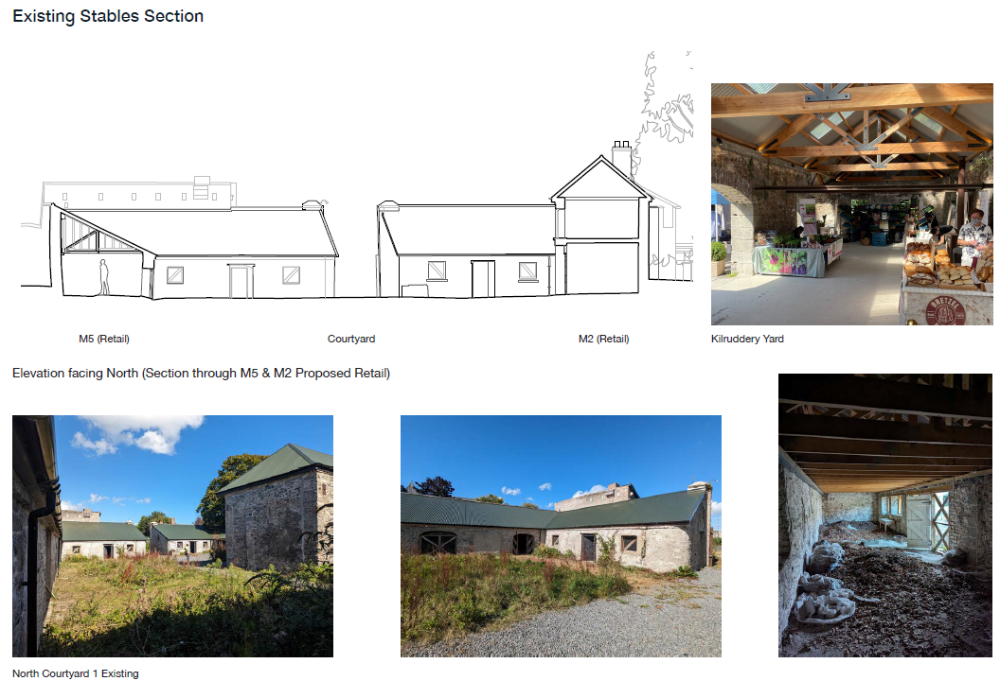 Existing Stables Section
M5 (Retail)
Courtyard
M2 (Retail)
Kilruddery Yard
Elevation facing North (Section through M5 & M2 Proposed Retail)
BRETZEL
North Courtyard 1 Existing